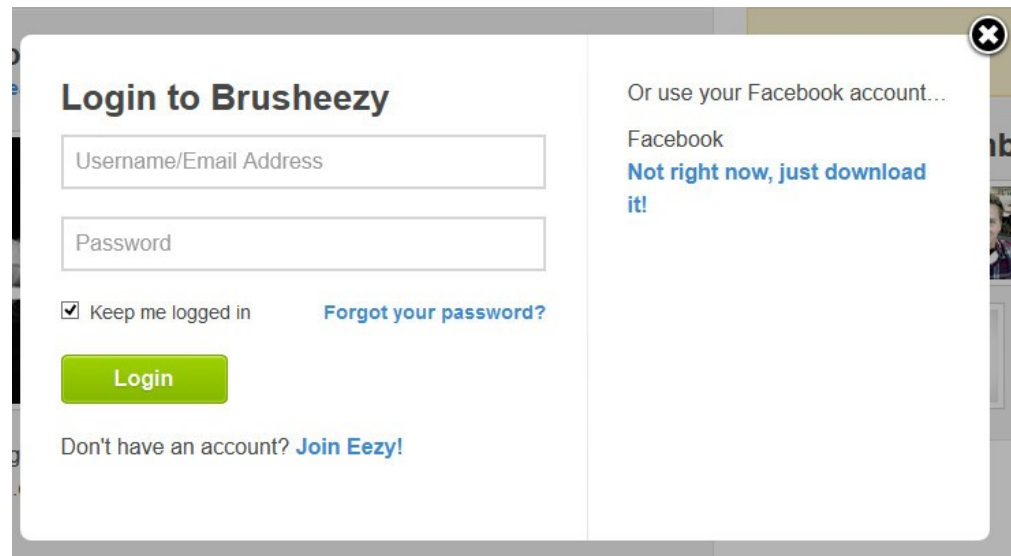 Login to Brusheezy
Username/Email Address
Password
Keep me logged in
Forgot your password?
Login
Don't have an account? Join Eezy!
Or use your Facebook account...
Facebook
Not right now, just download
it!